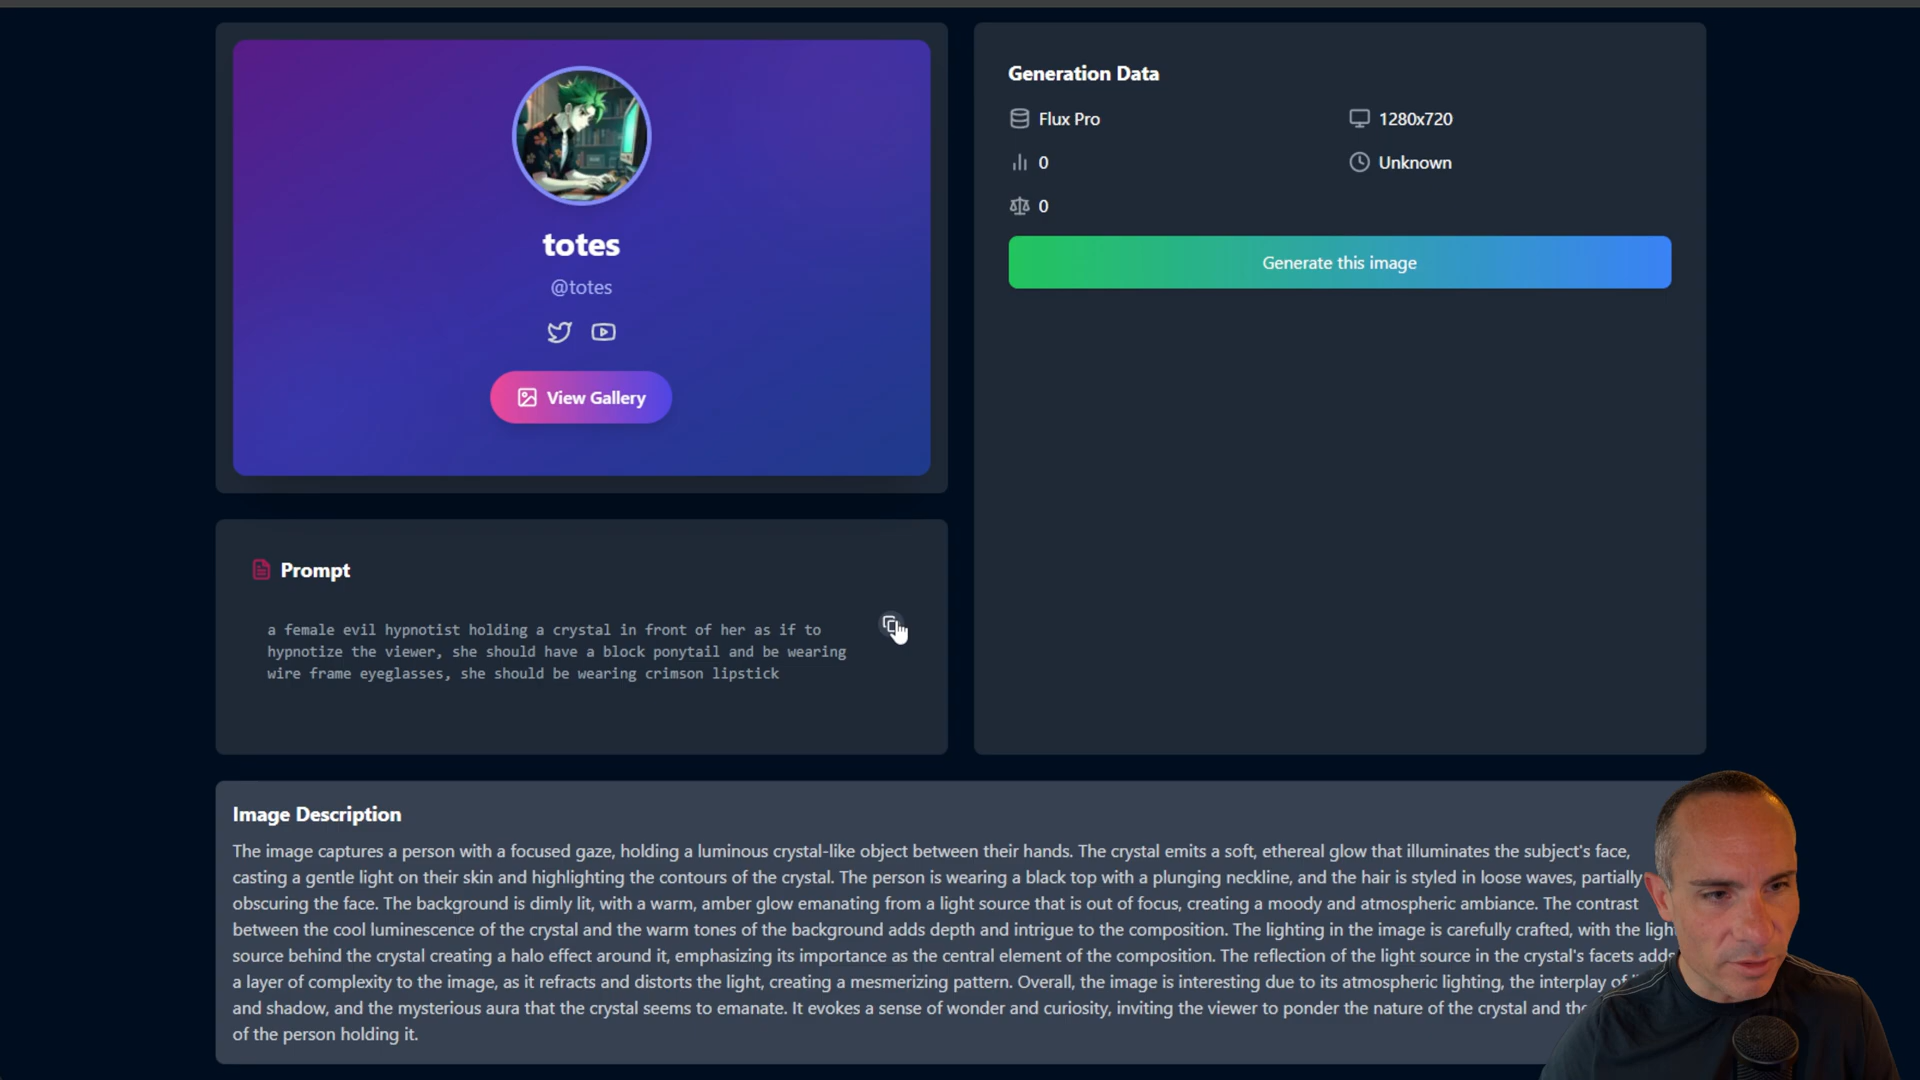 totes
@totes
View Gallery
Generation Data
Flux Pro
1280x720
0
Unknown
0
Generate this image
Prompt
a female evil hypnotist holding a crystal in front of her as if to
hypnotize the viewer, she should have a block ponytail and be wearing
wire frame eyeglasses, she should be wearing crimson lipstick
Image Description
The image captures a person with a focused gaze, holding a luminous crystal-like object between their hands. The crystal emits a soft, ethereal glow that illuminates the subject's face,
casting a gentle light on their skin and highlighting the contours of the crystal. The person is wearing a black top with a plunging neckline, and the hair is styled in loose waves, partially
obscuring the face. The background is dimly lit, with a warm, amber glow emanating from a light source that is out of focus, creating a moody and atmospheric ambiance. The contrast
between the cool luminescence of the crystal and the warm tones of the background adds depth and intrigue to the composition. The lighting in the image is carefully crafted, with the light
source behind the crystal creating a halo effect around it, emphasizing its importance as the central element of the composition. The reflection of the light source in the crystal's facets adds
a layer of complexity to the image, as it refracts and distorts the light, creating a mesmerizing pattern. Overall, the image is interesting due to its atmospheric lighting, the interplay of
and shadow, and the mysterious aura that the crystal seems to emanate. It evokes a sense of wonder and curiosity, inviting the viewer to ponder the nature of the crystal and the
of the person holding it.